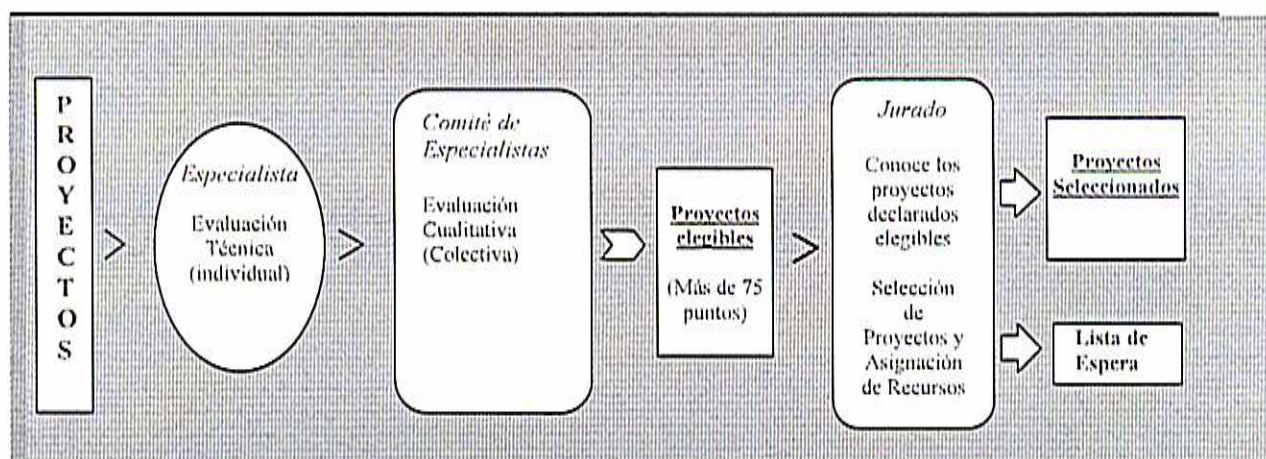 PROYECTOS
Especialista
Evaluación
Técnica
(individual)
Comité de
Especialistas
Evaluación
Cualitativa
(Colectiva)
Proyectos
elegibles
(Más de 75
puntos)
Jurado
Conoce los
proyectos
declarados
elegibles
Selección
de
Proyectos y
Asignación
de Recursos
Proyectos
Seleccionados
Lista de
Espera